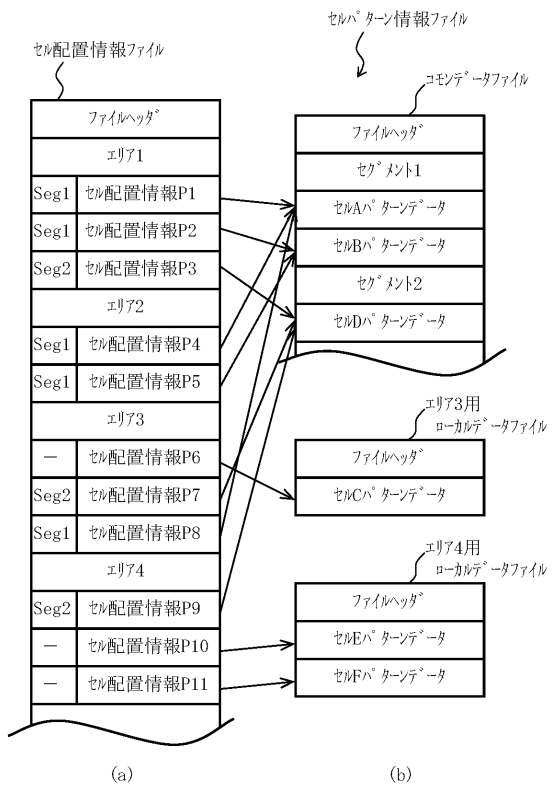 セルパターン情報ファイル
セル配置情報ファイル
コモンデータファイル
ファイルヘッダ
エリア1
Seg1 セル配置情報P1
Seg1 セル配置情報P2
Seg2 セル配置情報P3
エリア2
Seg1 セル配置情報P4
Seg1 セル配置情報P5
エリア3
－ セル配置情報P6
Seg2 セル配置情報P7
Seg1 セル配置情報P8
エリア4
Seg2 セル配置情報P9
－ セル配置情報P10
－ セル配置情報P11
(a)
ファイルヘッダ
セグメント1
セルAパターンデータ
セルBパターンデータ
セグメント2
セルDパターンデータ
エリア3用
ローカルデータファイル
ファイルヘッダ
セルCパターンデータ
エリア4用
ローカルデータファイル
ファイルヘッダ
セルEパターンデータ
セルFパターンデータ
(b)